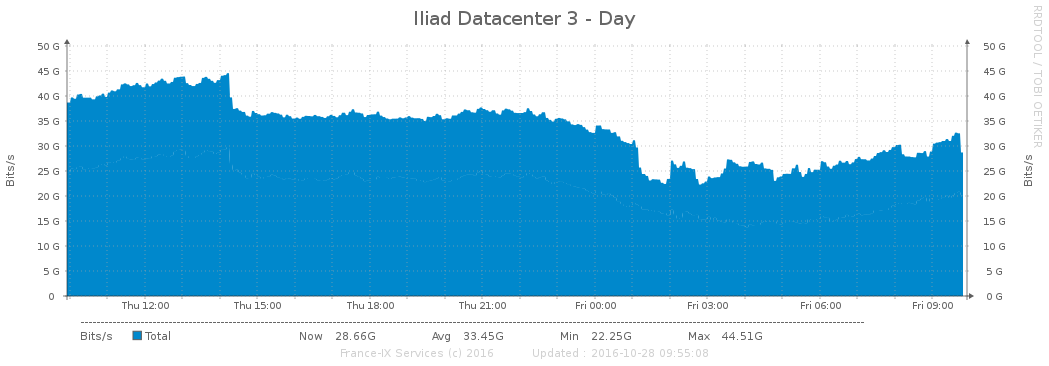 Iliad Datacenter 3 - Day
RRDTOOL / TOBI OETIKER
Bits/s
50 G 50 G
45 G 45 G
40 G 40 G
35 G 35 G
30 G 30 G
25 G 25 G
20 G 20 G
15 G 15 G
10 G 10 G
5 G 5 G
0 0 G
Bits/s
Thu 12:00 Thu 15:00 Thu 18:00 Thu 21:00 Fri 00:00 Fri 03:00 Fri 06:00 Fri 09:00
Bits/s Total Now 28.66G Avg 33.45G Min 22.25G Max 44.51G
France-IX Services (c) 2016 Updated : 2016-10-28 09:55:08